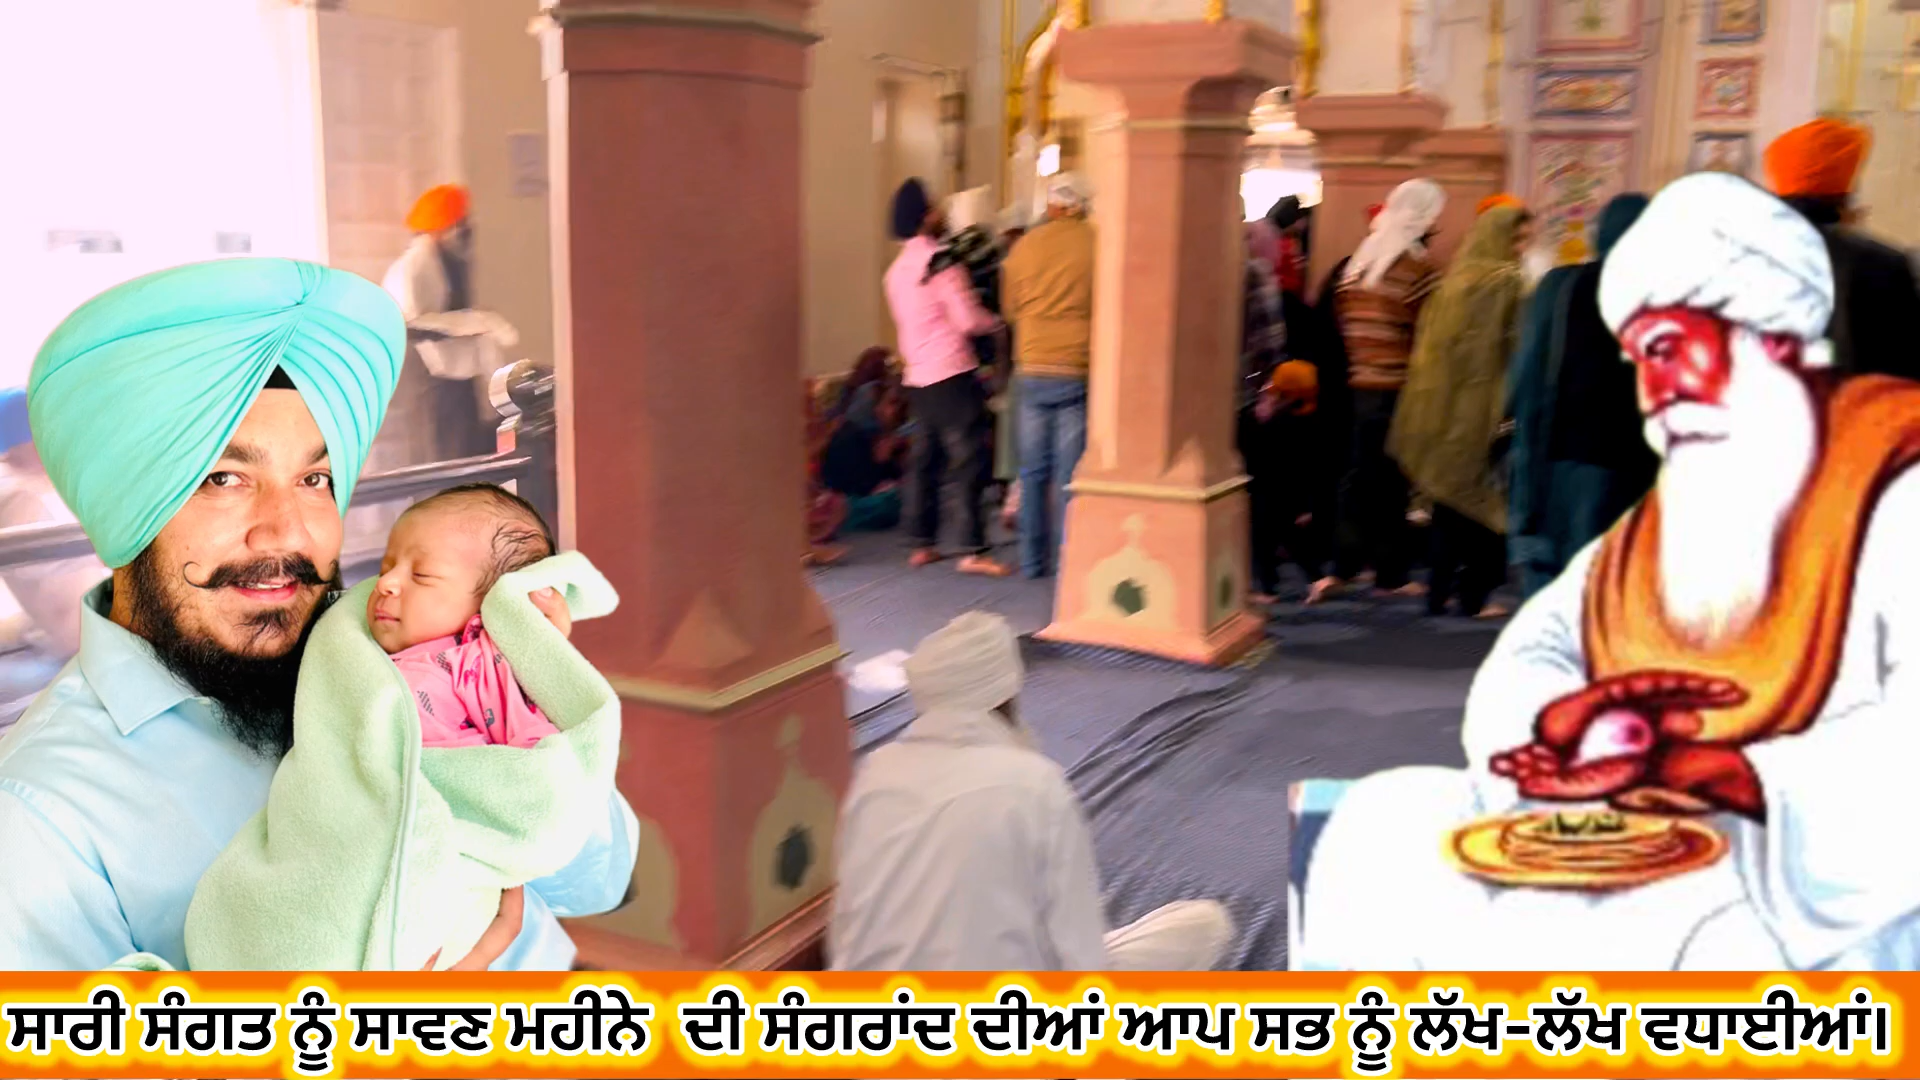 ਸਾਰੀ ਸੰਗਤ ਨੂੰ ਸਾਵਣ ਮਹੀਨੇ ਦੀ ਸੰਗਰਾਂਦ ਦੀਆਂ ਆਪ ਸਭ ਨੂੰ ਲੱਖ-ਲੱਖ ਵਧਾਈਆਂ।